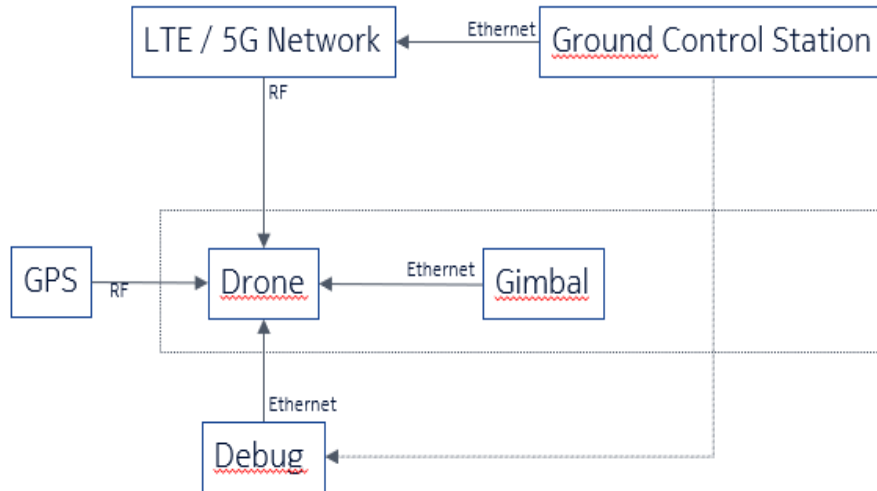 LTE / 5G Network
Ethernet
Ground Control Station
RF
GPS
RF
Drone
Ethernet
Gimbal
Ethernet
Debug